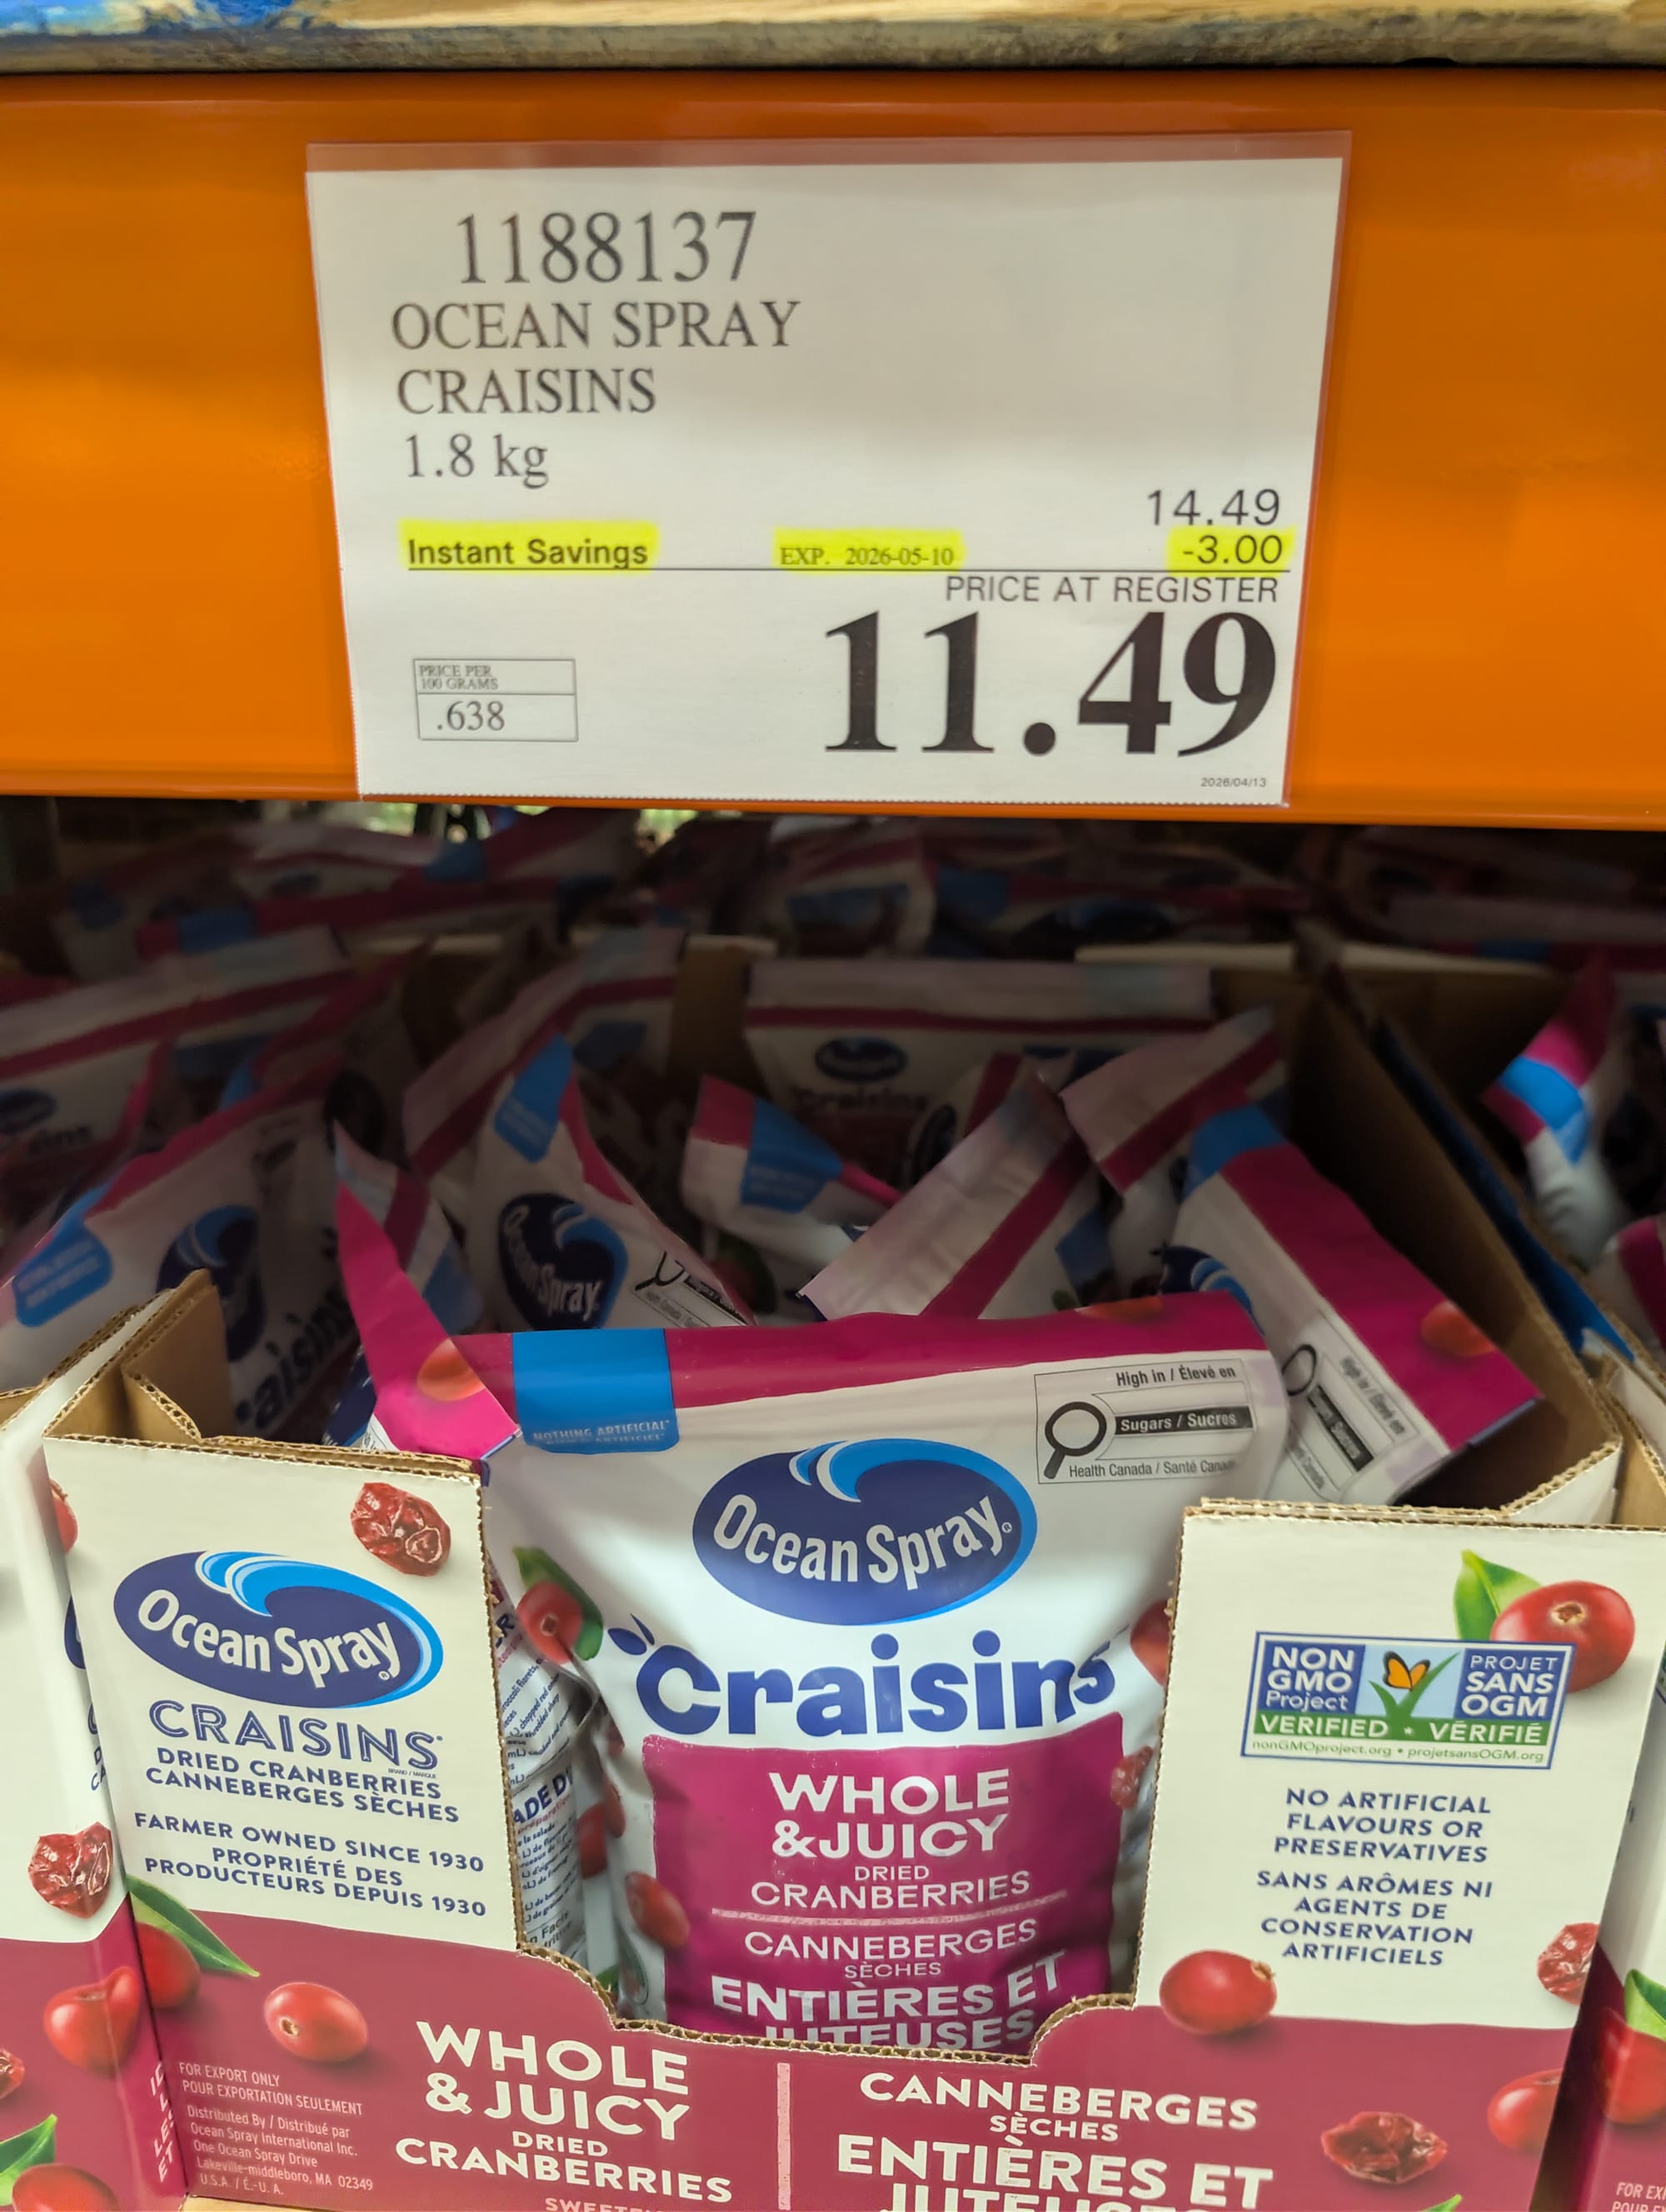 1188137
OCEAN SPRAY
CRAISINS
1.8 kg
14.49
Instant Savings EXP. 2026-05-10 -3.00
PRICE AT REGISTER
11.49
PRICE PER
100 GRAMS
.638
2026/04/13
Ocean Spray
High in / Élevé en
Sugars / Sucres
Health Canada / Santé
NOTHING ARTIFICIAL
Ocean Spray
Craisins
WHOLE
&JUICY
DRIED
CRANBERRIES
CANNEBERGES
SÈCHES
ENTIÈRES ET
JUTEUSES
Ocean Spray
CRAISINS
DRIED CRANBERRIES
CANNEBERGES SÈCHES
FARMER OWNED SINCE 1930
PROPRIÉTÉ DES
PRODUCTEURS DEPUIS 1930
NON
GMO
Project
PROJET
SANS
OGM
VERIFIED • VÉRIFIÉ
nonGMOproject.org • projetsansOGM.org
NO ARTIFICIAL
FLAVOURS OR
PRESERVATIVES
SANS ARÔMES NI
AGENTS DE
CONSERVATION
ARTIFICIELS
FOR EXPORT ONLY
POUR EXPORTATION SEULEMENT
Distributed By / Distribué par
Ocean Spray International Inc.
One Ocean Spray Drive
Lakeville-middleboro, MA 02349
U.S.A. / É.-U. A.
WHOLE
& JUICY
DRIED
CRANBERRIES
CANNEBERGES
SÈCHES
ENTIÈRES ET